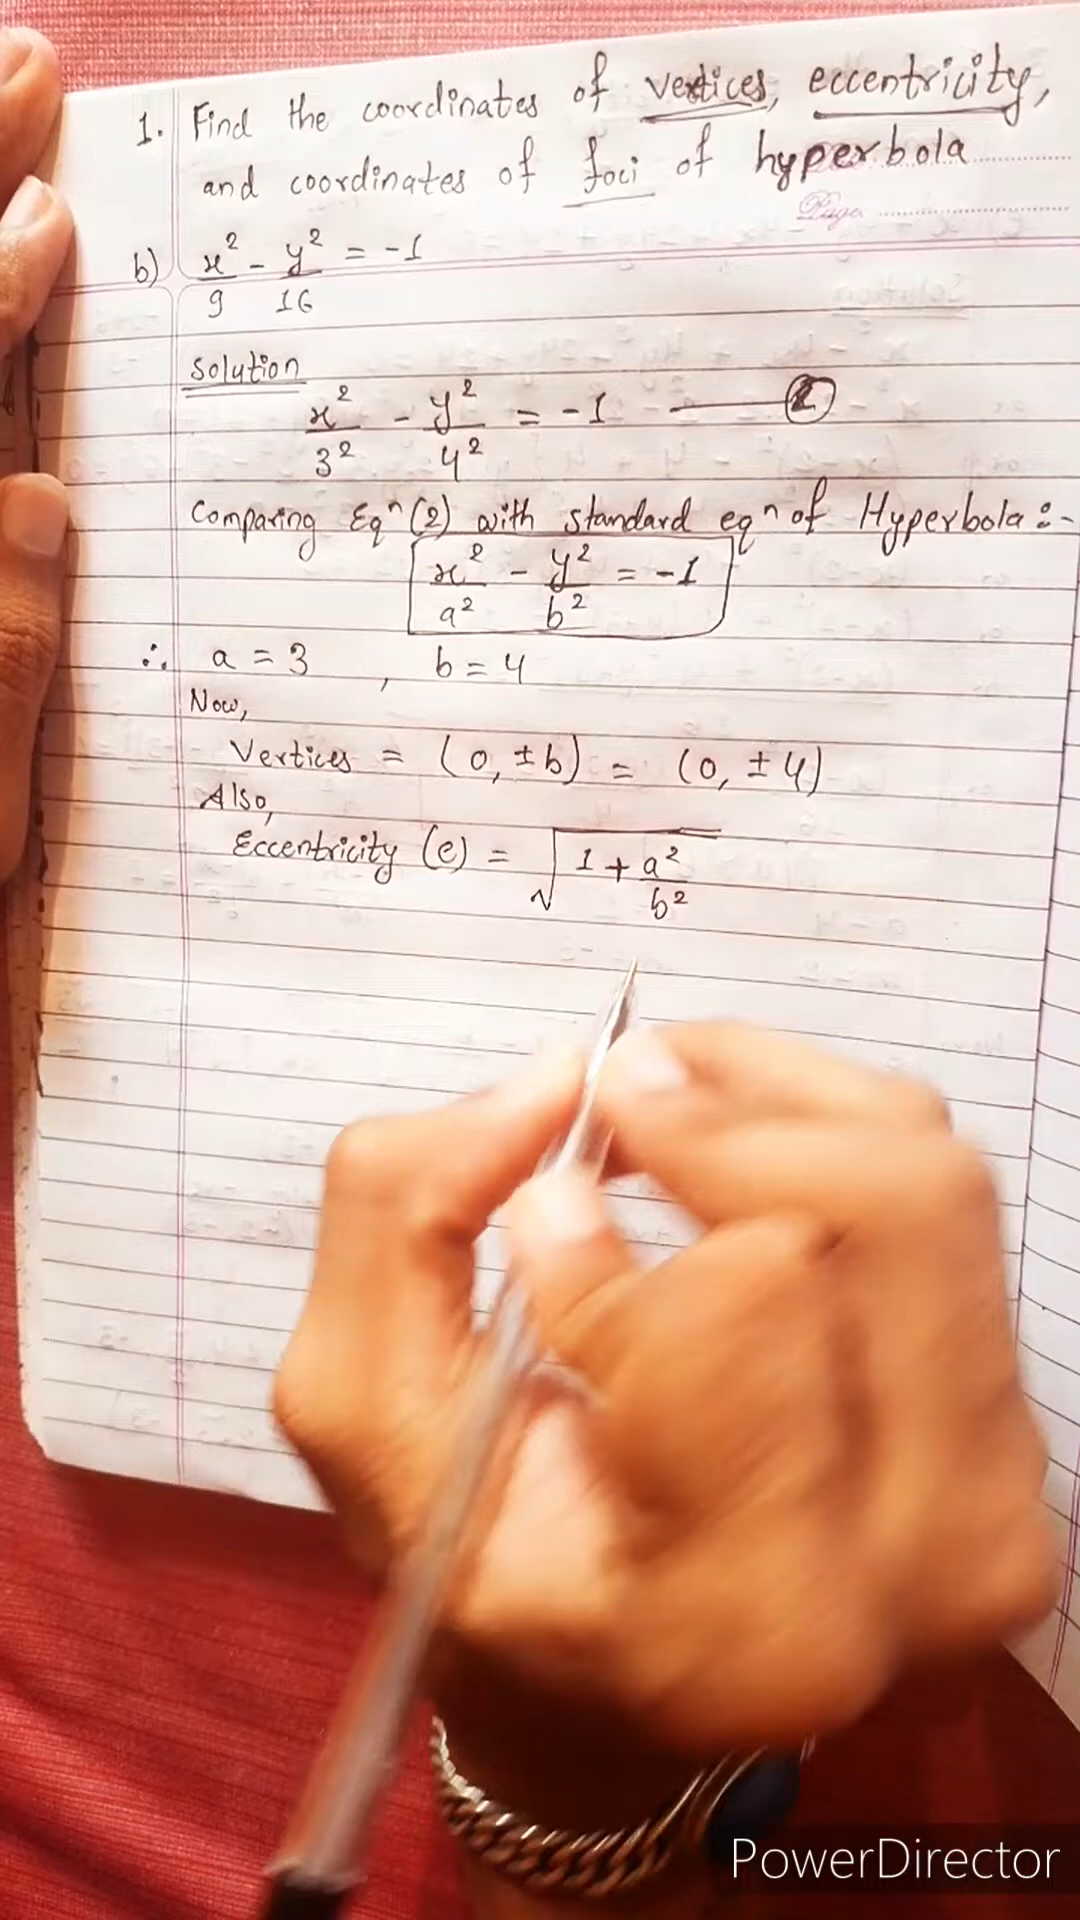 1. Find the coordinates of vertices, eccentricity,
and coordinates of foci of hyperbola
Page
b) x²/9 - y²/16 = -1
Solution
x²/3² - y²/4² = -1 —— 2
Comparing Eqⁿ (2) with standard eqⁿ of Hyperbola :-
x²/a² - y²/b² = -1
∴ a = 3 , b = 4
Now,
Vertices = (0, ±b) = (0, ±4)
Also,
Eccentricity (e) = √(1 + a²/b²)
PowerDirector